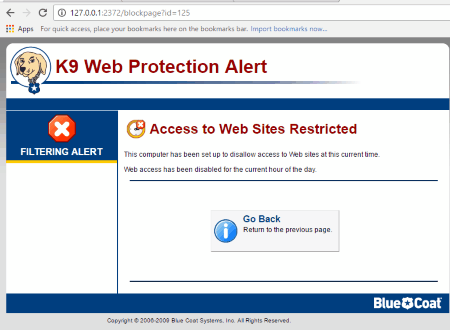 127.0.0.1:2372/blockpage?id=125
Apps For quick access, place your bookmarks here on the bookmarks bar. Import bookmarks now...
K9 Web Protection Alert
FILTERING ALERT
Access to Web Sites Restricted
This computer has been set up to disallow access to Web sites at this current time.
Web access has been disabled for the current hour of the day.
Go Back
Return to the previous page.
Blue Coat
Copyright © 2006-2009 Blue Coat Systems, Inc. All Rights Reserved.